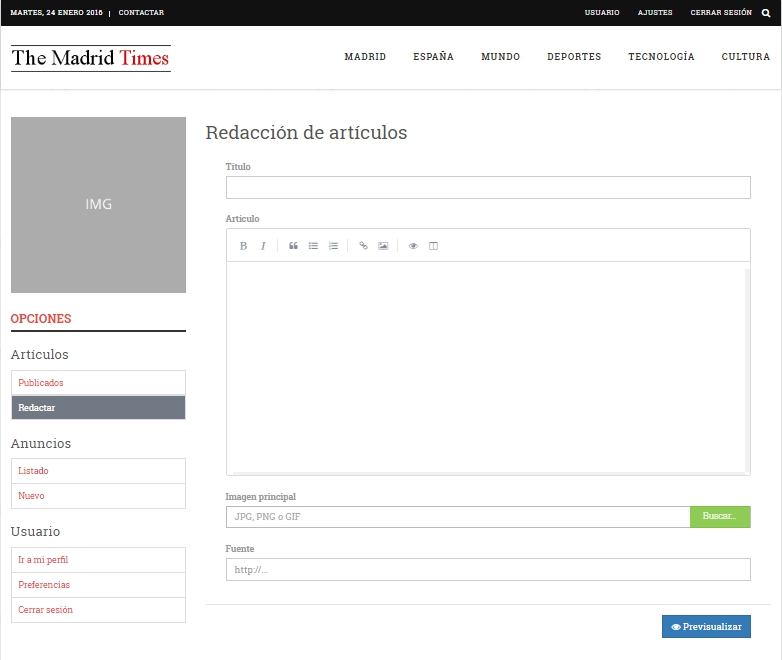 MARTES, 24 ENERO 2016 | CONTACTAR
USUARIO AJUSTES CERRAR SESIÓN
The Madrid Times
MADRID ESPAÑA MUNDO DEPORTES TECNOLOGÍA CULTURA
IMG
OPCIONES
Artículos
Publicados
Redactar
Anuncios
Listado
Nuevo
Usuario
Ir a mi perfil
Preferencias
Cerrar sesión
Redacción de artículos
Título
Artículo
B I
Imagen principal
JPG, PNG o GIF
Buscar...
Fuente
http://...
Previsualizar